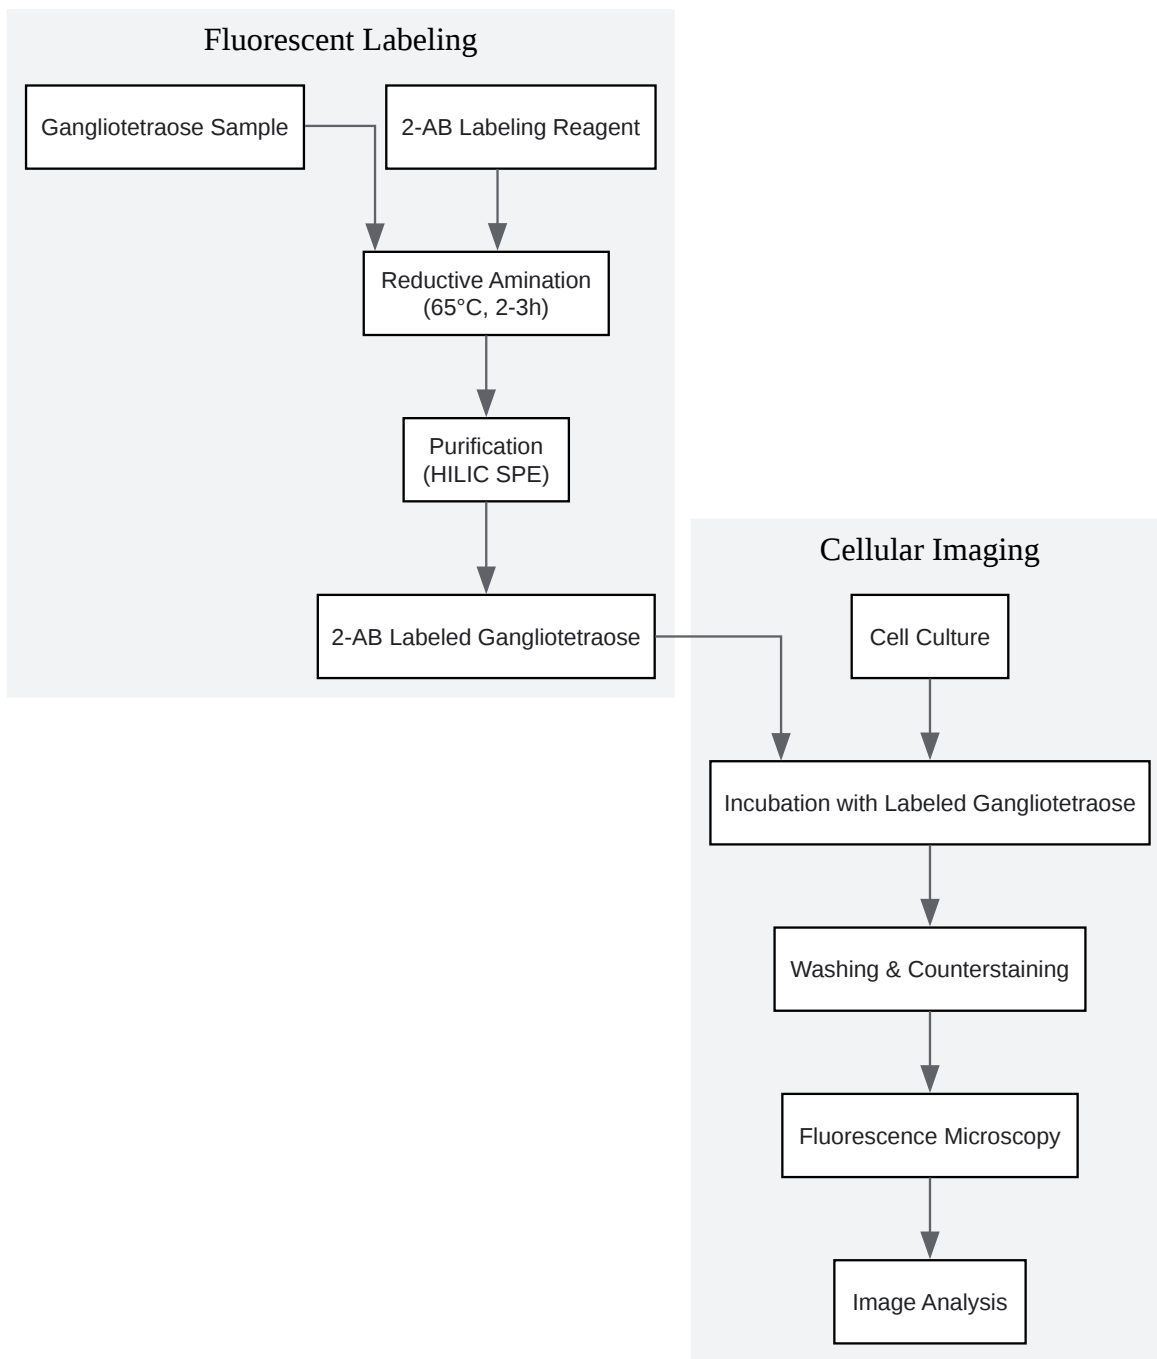 Fluorescent Labeling
Gangliotetraose Sample
2-AB Labeling Reagent
Reductive Amination
(65°C, 2-3h)
Purification
(HILIC SPE)
2-AB Labeled Gangliotetraose
Cellular Imaging
Cell Culture
Incubation with Labeled Gangliotetraose
Washing & Counterstaining
Fluorescence Microscopy
Image Analysis